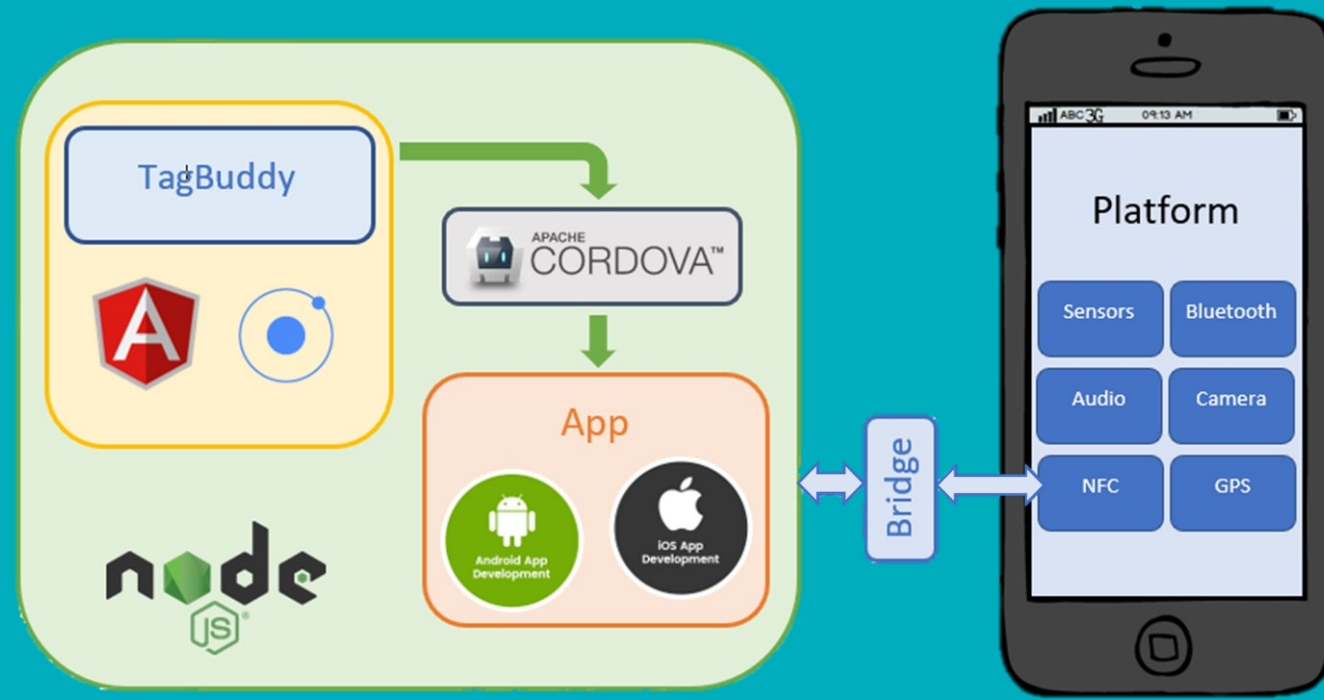 TagBuddy
APACHE
CORDOVA™
App
Android App
Development
iOS App
Development
node
JS®
Bridge
ABC 3G 09:13 AM
Platform
Sensors
Bluetooth
Audio
Camera
NFC
GPS